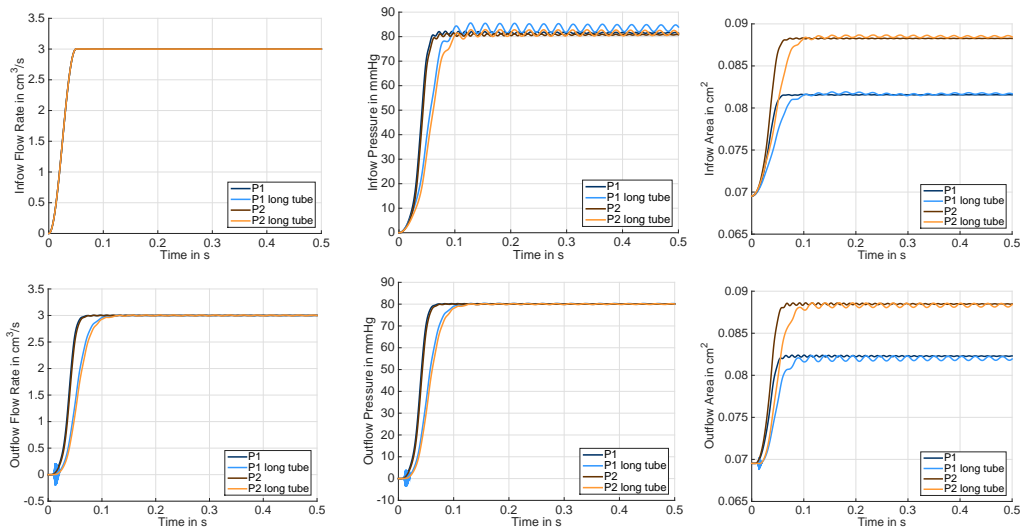 3.5
3
2.5
2
1.5
1
0.5
0
Infow Flow Rate in cm3/s
0 0.1 0.2 0.3 0.4 0.5
Time in s
P1
P1 long tube
P2
P2 long tube
90
80
70
60
50
40
30
20
10
0
Infow Pressure in mmHg
0 0.1 0.2 0.3 0.4 0.5
Time in s
P1
P1 long tube
P2
P2 long tube
0.09
0.085
0.08
0.075
0.07
0.065
Infow Area in cm2
0 0.1 0.2 0.3 0.4 0.5
Time in s
P1
P1 long tube
P2
P2 long tube
3.5
3
2.5
2
1.5
1
0.5
0
-0.5
Outflow Flow Rate in cm3/s
0 0.1 0.2 0.3 0.4 0.5
Time in s
P1
P1 long tube
P2
P2 long tube
90
80
70
60
50
40
30
20
10
0
-10
Outflow Pressure in mmHg
0 0.1 0.2 0.3 0.4 0.5
Time in s
P1
P1 long tube
P2
P2 long tube
0.09
0.085
0.08
0.075
0.07
0.065
Outflow Area in cm2
0 0.1 0.2 0.3 0.4 0.5
Time in s
P1
P1 long tube
P2
P2 long tube